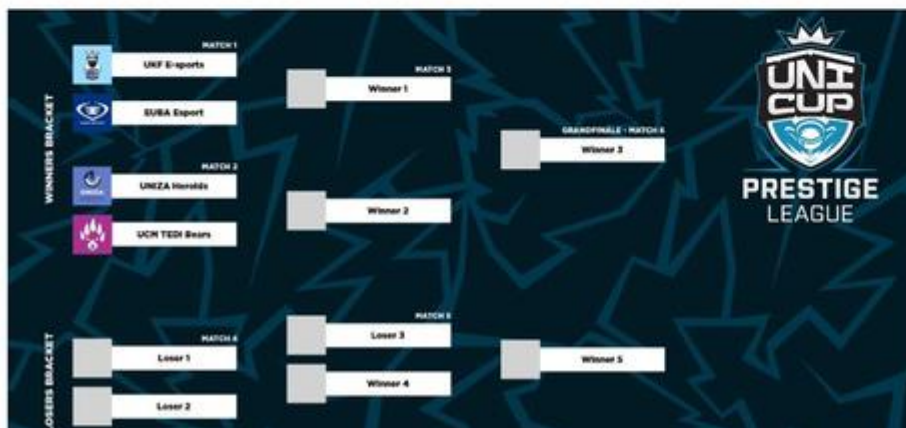 WINNERS BRACKET
MATCH 1
UKF E-sports
EUBA Esport
MATCH 2
UNIZA Herolds
UCM TEDI Bears
MATCH 3
Winner 1
Winner 2
GRANDFINALE - MATCH 6
Winner 3
UNI
CUP
PRESTIGE
LEAGUE
LOSERS BRACKET
MATCH 4
Loser 1
Loser 2
MATCH 5
Loser 3
Winner 4
Winner 5